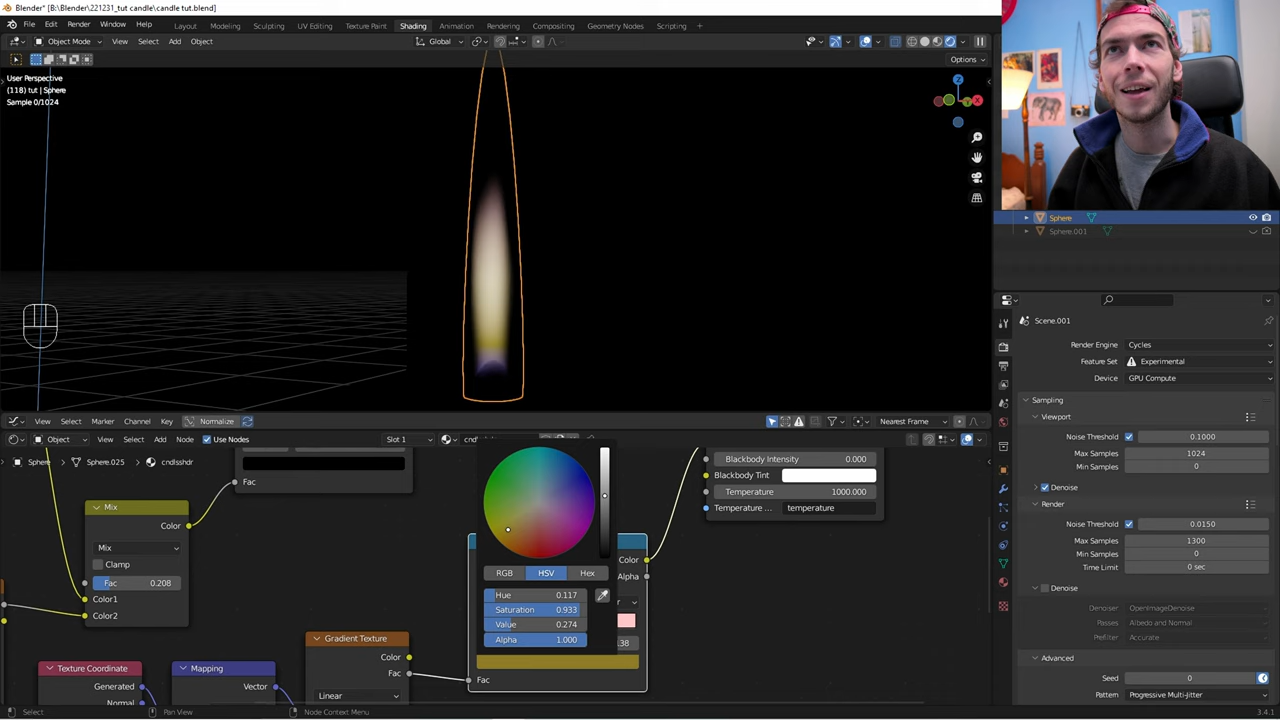 Blender* [B:\Blender\221231_tut candle\candle tut.blend]
File Edit Render Window Help Layout Modeling Sculpting UV Editing Texture Paint Shading Animation Rendering Compositing Geometry Nodes Scripting +
Object Mode View Select Add Object Global
Options
User Perspective
(118) tut | Sphere
Sample 0/1024
Z
X
Sphere
Sphere.001
Scene.001
Render Engine Cycles
Feature Set Experimental
Device GPU Compute
Sampling
Viewport
Noise Threshold 0.1000
Max Samples 1024
Min Samples 0
Denoise
Render
Noise Threshold 0.0150
Max Samples 1300
Min Samples 0
Time Limit 0 sec
Denoise
Denoiser OpenImageDenoise
Passes Albedo and Normal
Prefilter Accurate
Advanced
Seed 0
Pattern Progressive Multi-Jitter
View Select Marker Channel Key Normalize Nearest Frame
Object View Select Add Node Use Nodes Slot 1
Sphere Sphere.025 cndlsshdr
Fac
Mix
Color
Mix
Clamp
Fac 0.208
Color1
Color2
Texture Coordinate
Generated
Normal
Mapping
Vector
Gradient Texture
Color
Fac
Linear
RGB HSV Hex
Hue 0.117
Saturation 0.933
Value 0.274
Alpha 1.000
Fac
Color
Alpha
Blackbody Intensity 0.000
Blackbody Tint
Temperature 1000.000
Temperature ... temperature
Select Pan View Node Context Menu 3.4.1